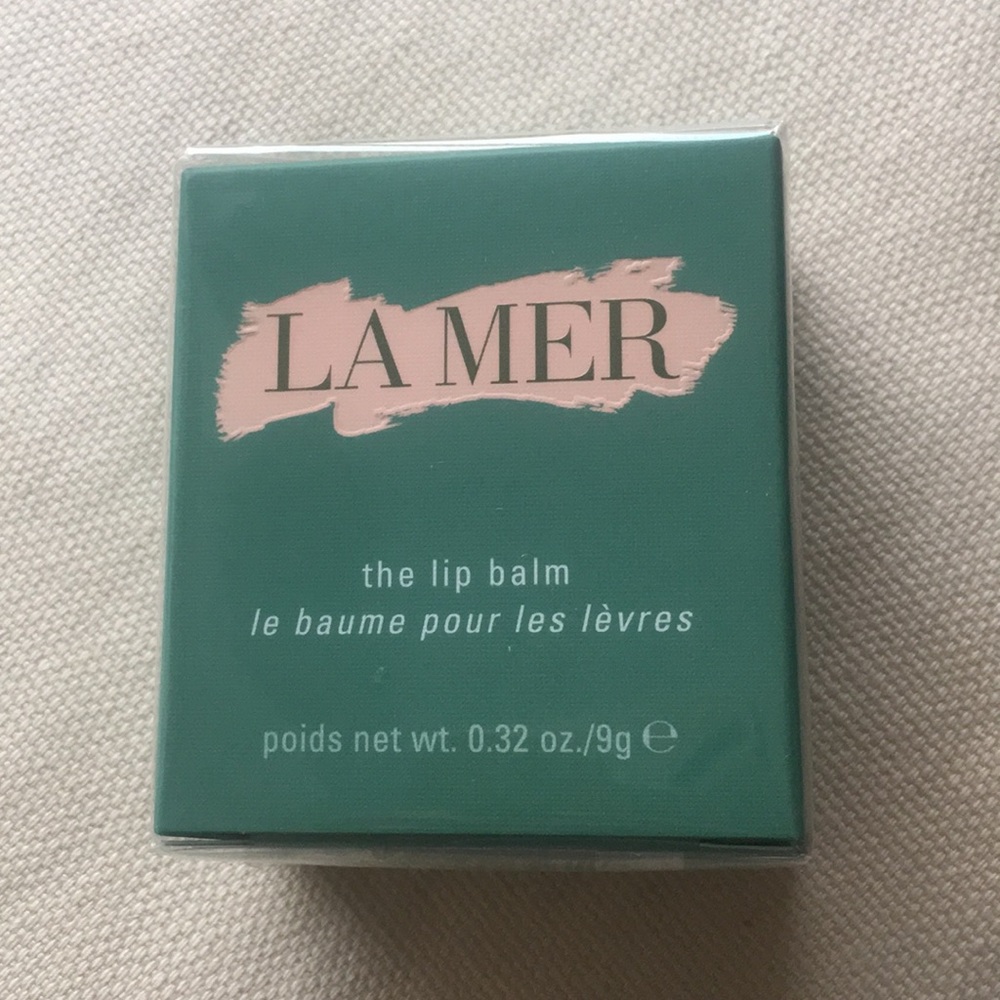 LA MER
the lip balm
le baume pour les lèvres
poids net wt. 0.32 oz./9g ℮